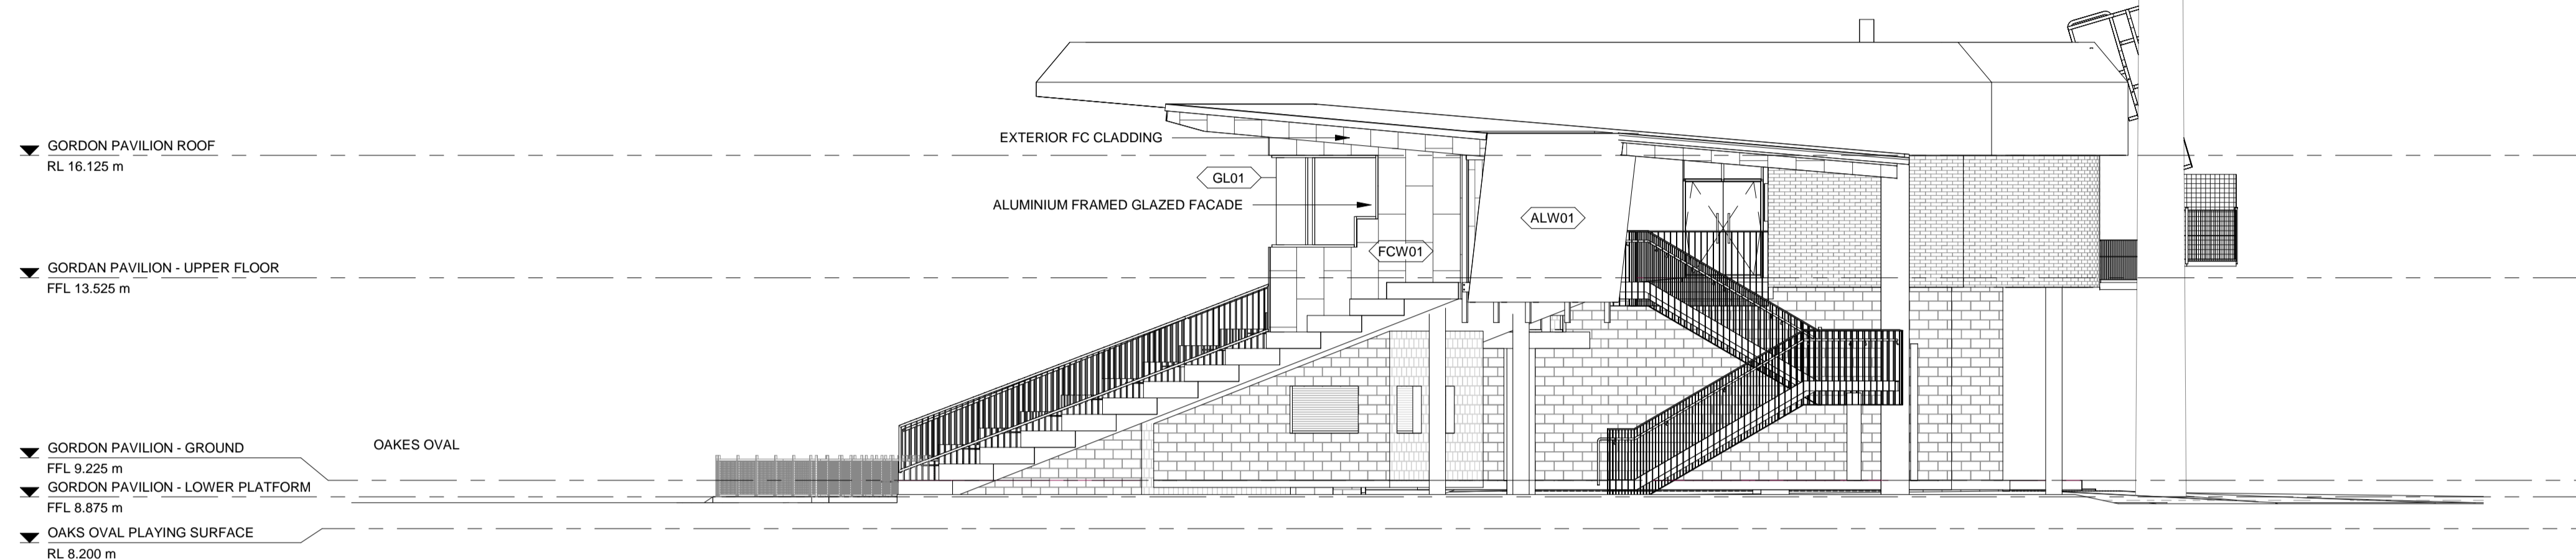 EXTERIOR FC CLADDING
GORDON PAVILION ROOF
RL 16.125 m
GL01
ALUMINIUM FRAMED GLAZED FACADE
ALW01
FCW01
GORDAN PAVILION - UPPER FLOOR
FFL 13.525 m
OAKES OVAL
GORDON PAVILION - GROUND
FFL 9.225 m
GORDON PAVILION - LOWER PLATFORM
FFL 8.875 m
OAKS OVAL PLAYING SURFACE
RL 8.200 m